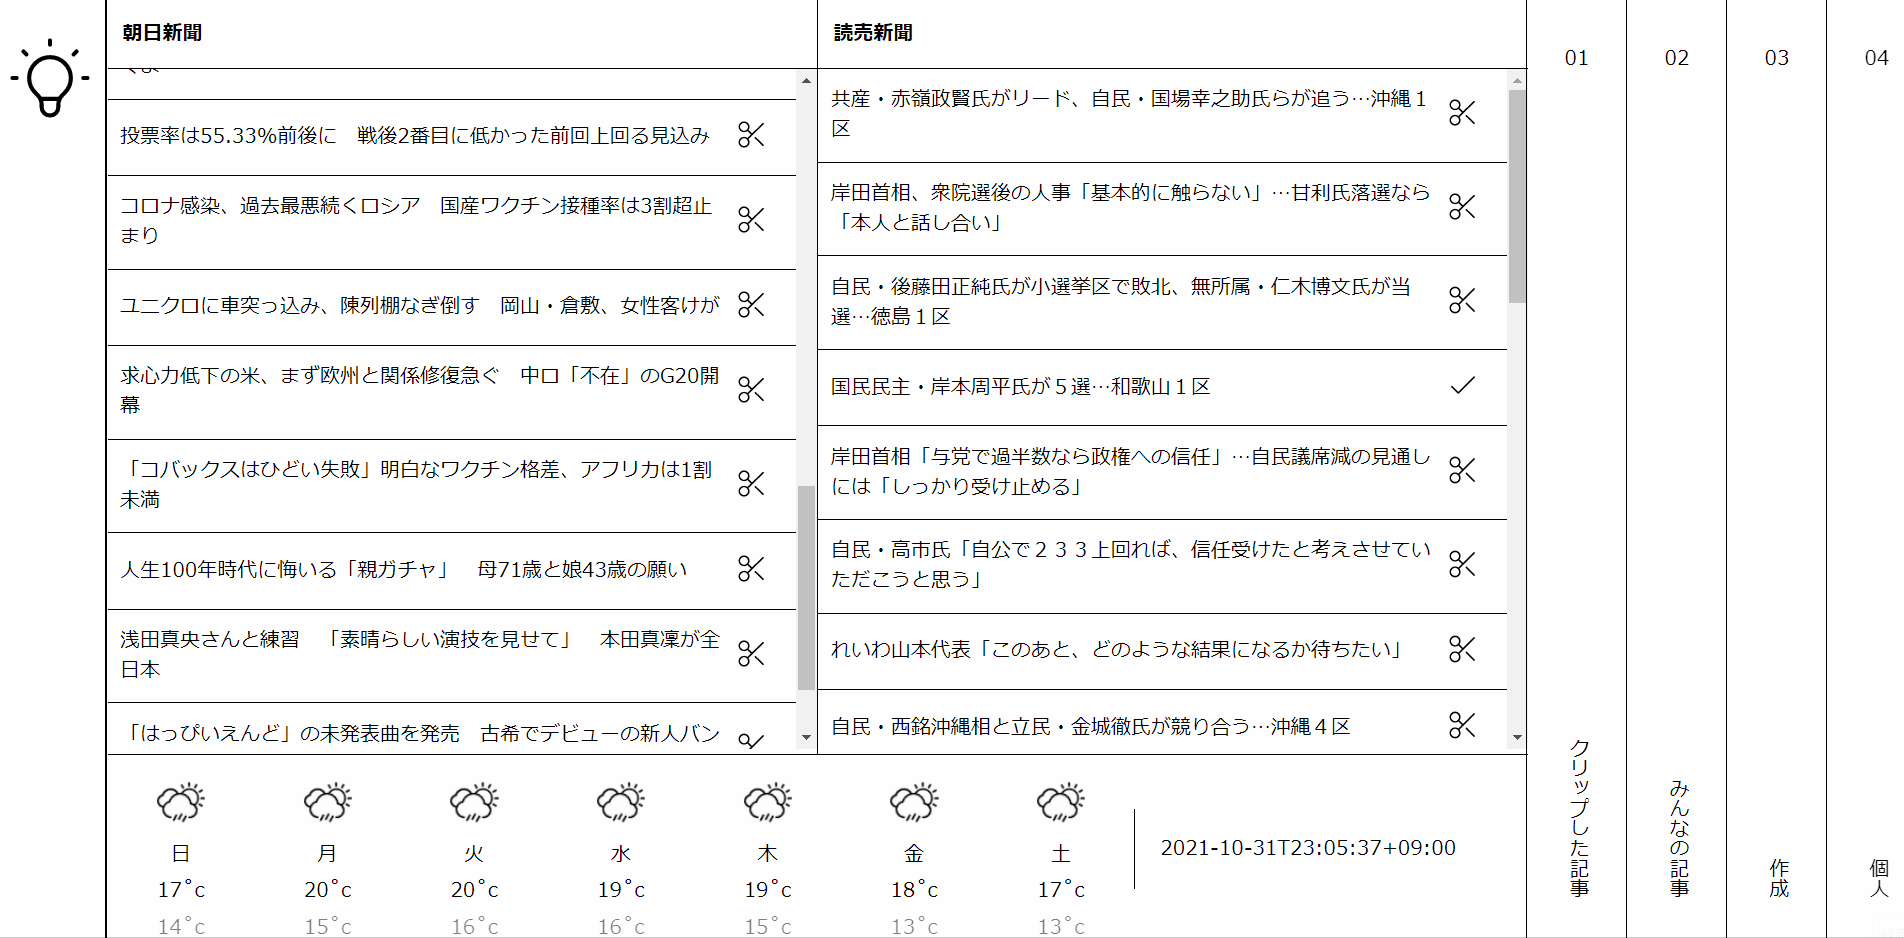 朝日新聞
投票率は55.33%前後に　戦後2番目に低かった前回上回る見込み
コロナ感染、過去最悪続くロシア　国産ワクチン接種率は3割超止
まり
ユニクロに車突っ込み、陳列棚なぎ倒す　岡山・倉敷、女性客けが
求心力低下の米、まず欧州と関係修復急ぐ　中ロ「不在」のG20開
幕
「コバックスはひどい失敗」明白なワクチン格差、アフリカは1割
未満
人生100年時代に悔いる「親ガチャ」　母71歳と娘43歳の願い
浅田真央さんと練習　「素晴らしい演技を見せて」　本田真凜が全
日本
「はっぴいえんど」の未発表曲を発売　古希でデビューの新人バン
読売新聞
共産・赤嶺政賢氏がリード、自民・国場幸之助氏らが追う…沖縄１
区
岸田首相、衆院選後の人事「基本的に触らない」…甘利氏落選なら
「本人と話し合い」
自民・後藤田正純氏が小選挙区で敗北、無所属・仁木博文氏が当
選…徳島１区
国民民主・岸本周平氏が５選…和歌山１区
岸田首相「与党で過半数なら政権への信任」…自民議席減の見通し
には「しっかり受け止める」
自民・高市氏「自公で２３３上回れば、信任受けたと考えさせてい
ただこうと思う」
れいわ山本代表「このあと、どのような結果になるか待ちたい」
自民・西銘沖縄相と立民・金城徹氏が競り合う…沖縄４区
日 月 火 水 木 金 土
17°c 20°c 20°c 19°c 19°c 18°c 17°c
14°c 15°c 16°c 16°c 15°c 13°c 13°c
2021-10-31T23:05:37+09:00
01
クリップした記事
02
みんなの記事
03
作成
04
個人